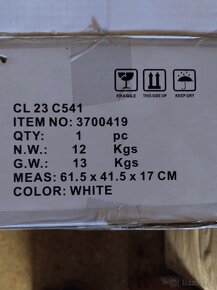 FRAGILE THIS SIDE UP KEEP DRY
CL 23 C541
ITEM NO: 3700419
QTY: 1 pc
N.W.: 12 Kgs
G.W.: 13 Kgs
MEAS: 61.5 x 41.5 x 17 CM
COLOR: WHITE